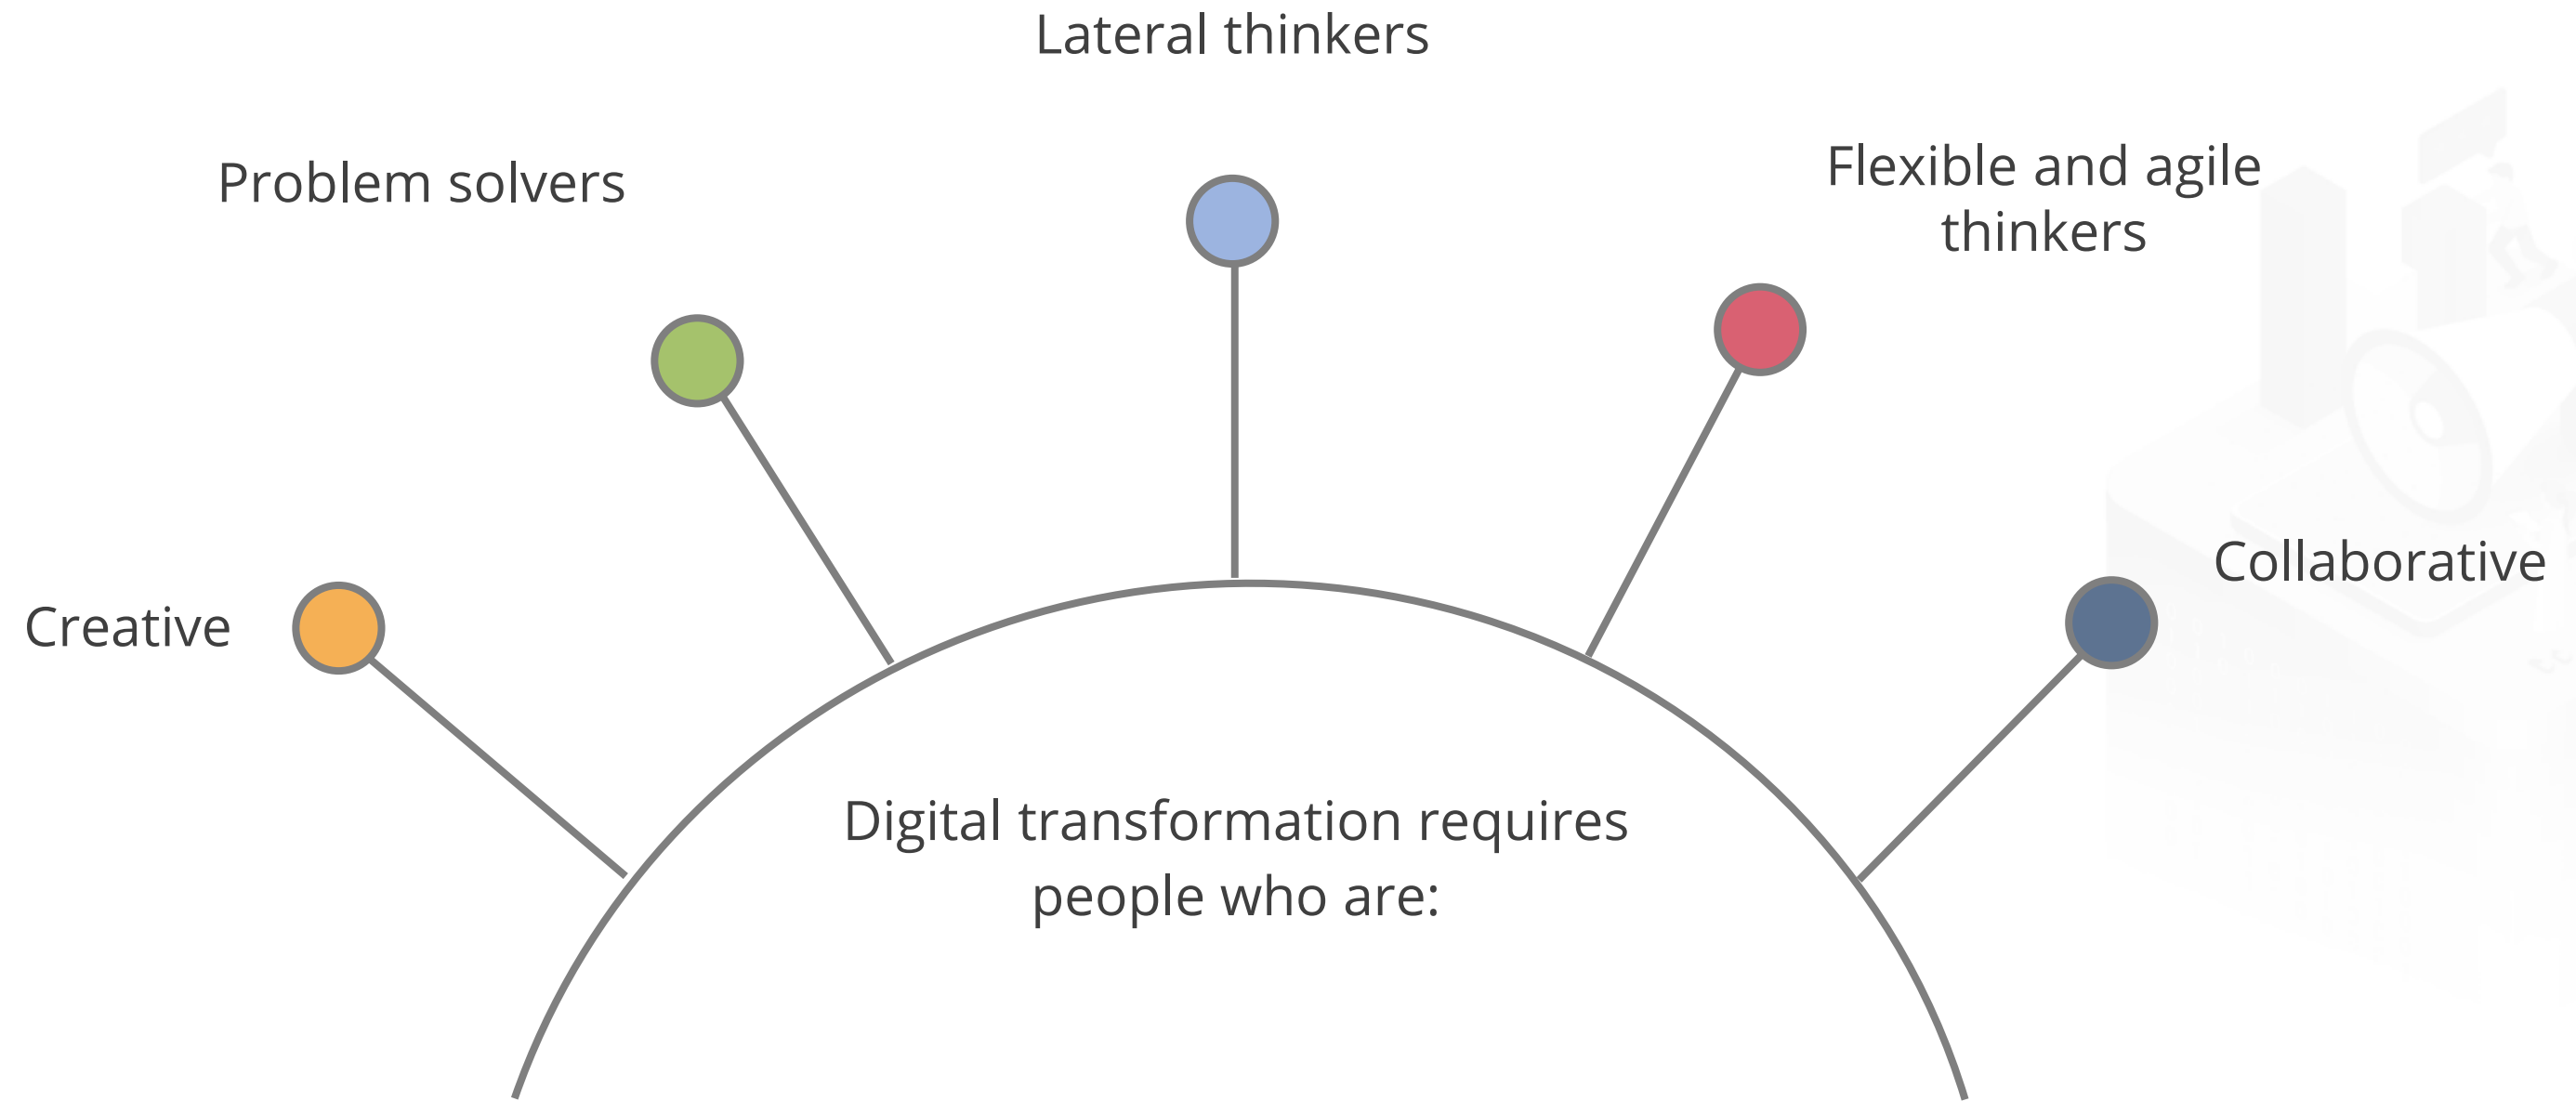 Lateral thinkers
Problem solvers
Flexible and agile
thinkers
Creative
Collaborative
Digital transformation requires
people who are: